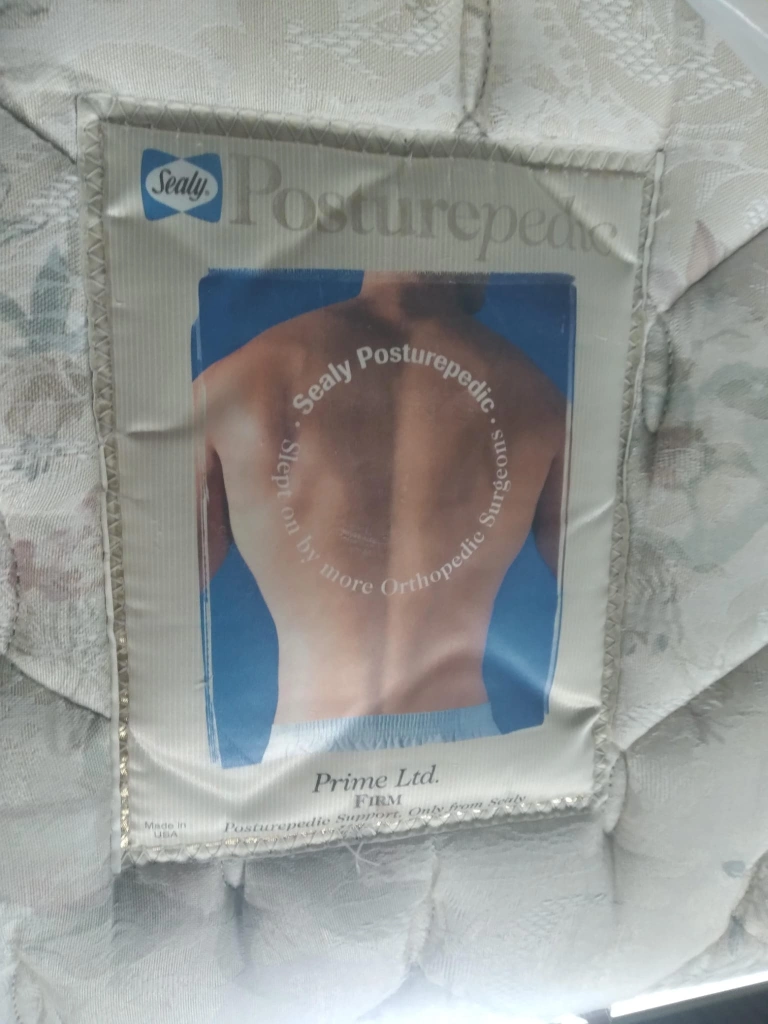 Sealy
Posturepedic
• Sealy Posturepedic •
Slept on by more Orthopedic Surgeons
Prime Ltd.
FIRM
Posturepedic Support. Only from Sealy
Made in
USA